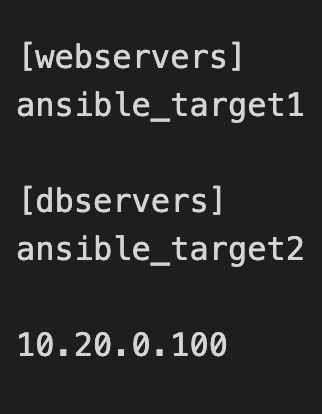 [webservers]
ansible_target1
[dbservers]
ansible_target2
10.20.0.100